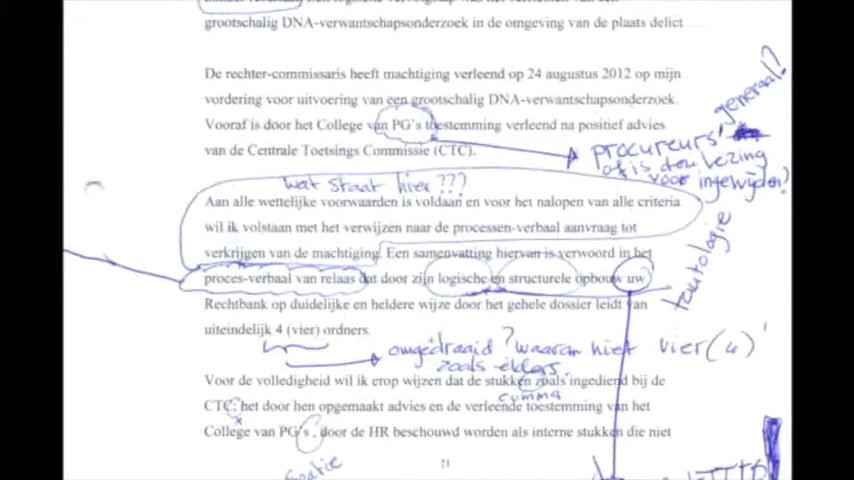 grootschalig DNA-verwantschapsonderzoek in de omgeving van de plaats delict
De rechter-commissaris heeft machtiging verleend op 24 augustus 2012 op mijn
vordering voor uitvoering van een grootschalig DNA-verwantschapsonderzoek.
generaal?
Vooraf is door het College van PG's toestemming verleend na positief advies
procureurs'
van de Centrale Toetsings Commissie (CTC).
of is deu lezing
voor ingewijden?
wat staat hier ???
Aan alle wettelijke voorwaarden is voldaan en voor het nalopen van alle criteria
wil ik volstaan met het verwijzen naar de processen-verbaal aanvraag tot
verkrijgen van de machtiging. Een samenvatting hiervan is verwoord in het
tautologie
proces-verbaal van relaas dat door zijn logische en structurele opbouw uw
Rechtbank op duidelijke en heldere wijze door het gehele dossier leidt van
uiteindelijk 4 (vier) ordners.
omgedraaid? waarom niet vier (4)
zoals elders
Voor de volledigheid wil ik erop wijzen dat de stukken zoals ingediend bij de
comma
CTC; het door hen opgemaakt advies en de verleende toestemming van het
x
College van PG's , door de HR beschouwd worden als interne stukken die niet
spatie